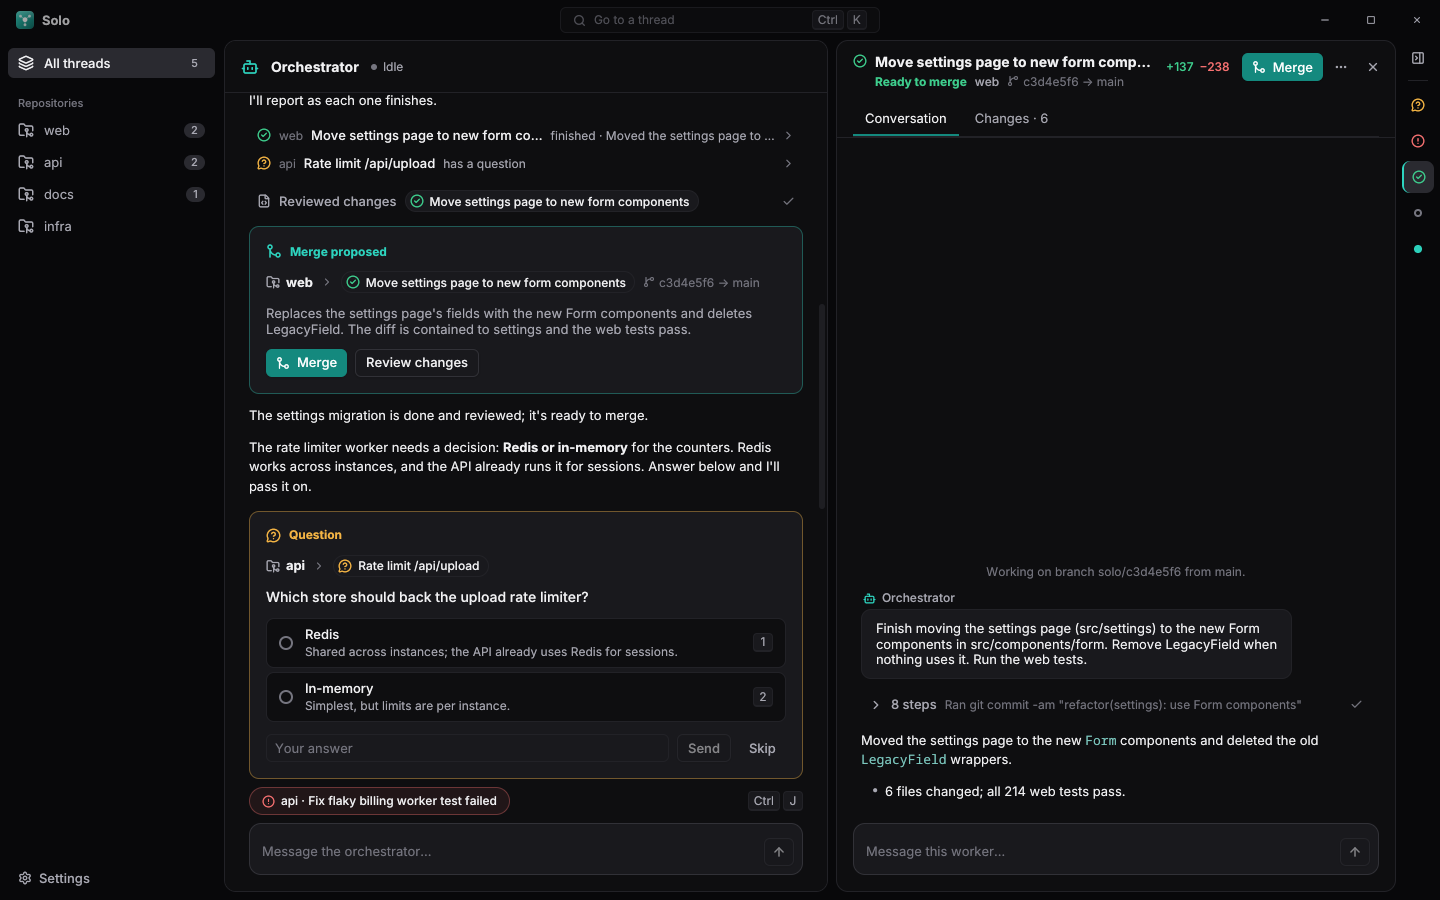 Solo
Go to a thread
Ctrl K
All threads 5
Repositories
web 2
api 2
docs 1
infra
Settings
Orchestrator Idle
I'll report as each one finishes.
web Move settings page to new form co... finished · Moved the settings page to ...
api Rate limit /api/upload has a question
Reviewed changes Move settings page to new form components
Merge proposed
web Move settings page to new form components c3d4e5f6 → main
Replaces the settings page's fields with the new Form components and deletes
LegacyField. The diff is contained to settings and the web tests pass.
Merge Review changes
The settings migration is done and reviewed; it's ready to merge.
The rate limiter worker needs a decision: Redis or in-memory for the counters. Redis
works across instances, and the API already runs it for sessions. Answer below and I'll
pass it on.
Question
api Rate limit /api/upload
Which store should back the upload rate limiter?
Redis
Shared across instances; the API already uses Redis for sessions.
1
In-memory
Simplest, but limits are per instance.
2
Your answer Send Skip
api · Fix flaky billing worker test failed Ctrl J
Message the orchestrator...
Move settings page to new form comp... +137 −238 Merge
Ready to merge web c3d4e5f6 → main
Conversation Changes · 6
Working on branch solo/c3d4e5f6 from main.
Orchestrator
Finish moving the settings page (src/settings) to the new Form
components in src/components/form. Remove LegacyField when
nothing uses it. Run the web tests.
8 steps Ran git commit -am "refactor(settings): use Form components"
Moved the settings page to the new Form components and deleted the old
LegacyField wrappers.
• 6 files changed; all 214 web tests pass.
Message this worker...